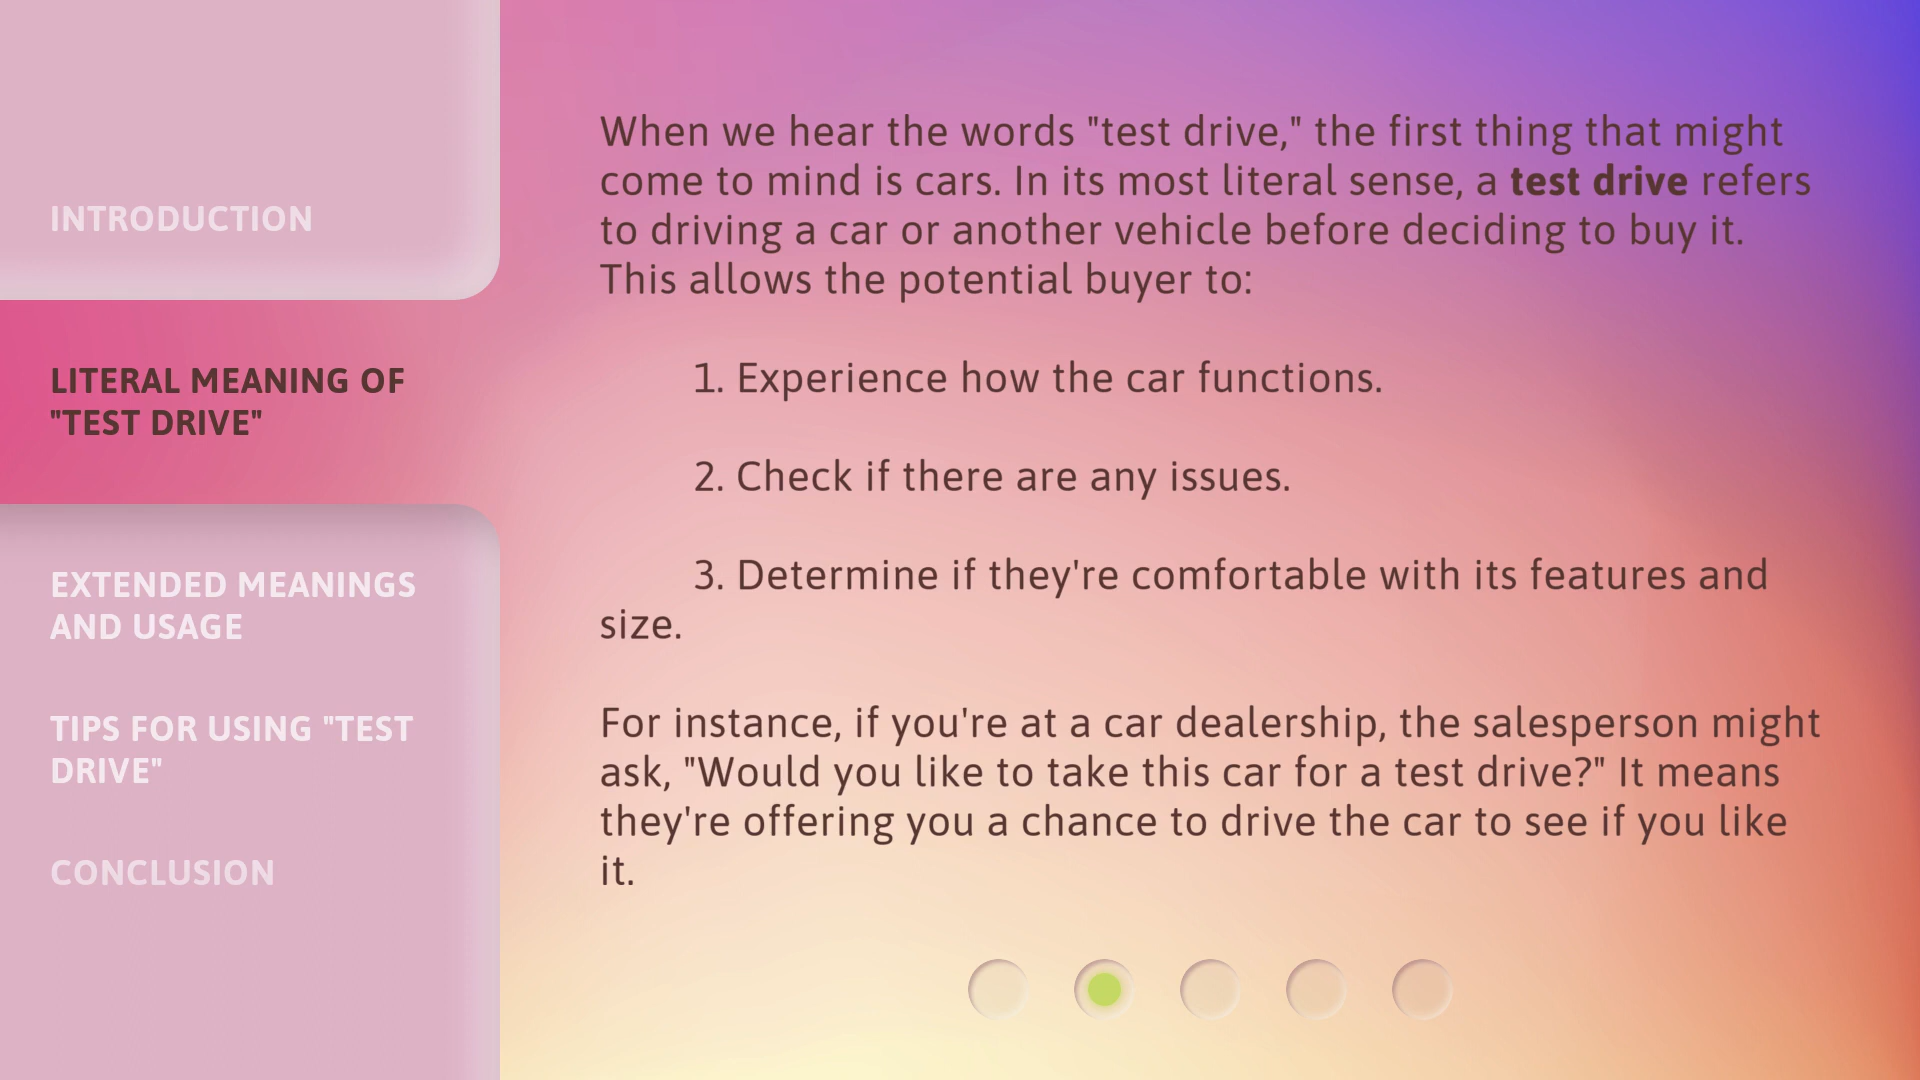 INTRODUCTION
LITERAL MEANING OF
"TEST DRIVE"
EXTENDED MEANINGS
AND USAGE
TIPS FOR USING "TEST
DRIVE"
CONCLUSION
When we hear the words "test drive," the first thing that might
come to mind is cars. In its most literal sense, a test drive refers
to driving a car or another vehicle before deciding to buy it.
This allows the potential buyer to:
1. Experience how the car functions.
2. Check if there are any issues.
3. Determine if they're comfortable with its features and
size.
For instance, if you're at a car dealership, the salesperson might
ask, "Would you like to take this car for a test drive?" It means
they're offering you a chance to drive the car to see if you like
it.